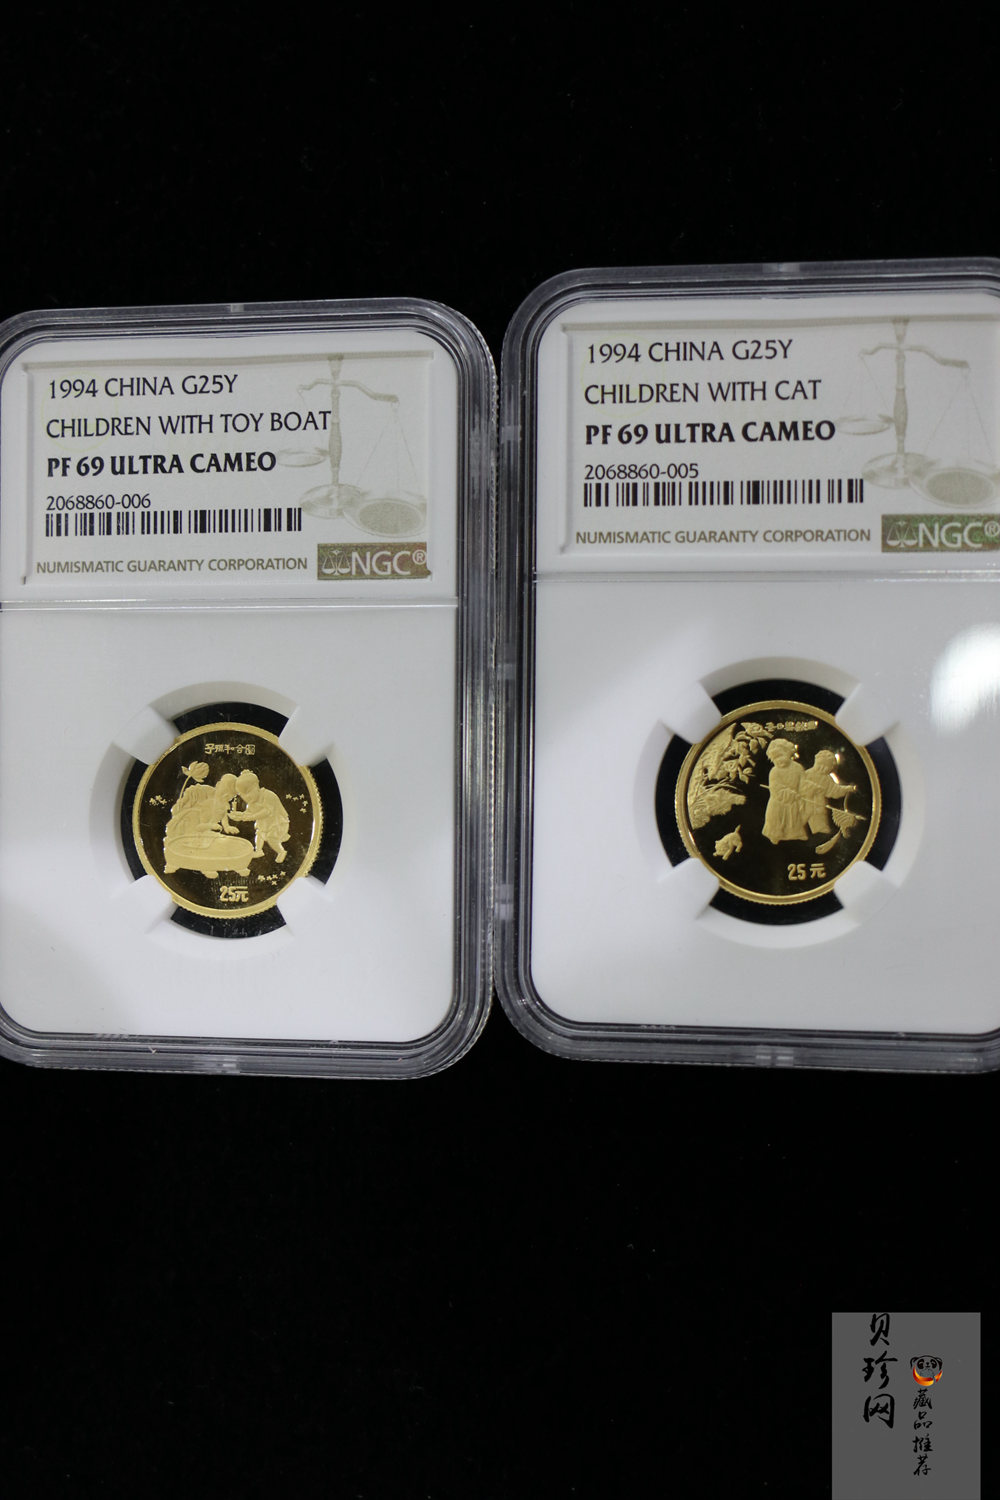 1994 CHINA G25Y
CHILDREN WITH TOY BOAT
PF 69 ULTRA CAMEO
2068860-006
NUMISMATIC GUARANTY CORPORATION
NGC®
25元
1994 CHINA G25Y
CHILDREN WITH CAT
PF 69 ULTRA CAMEO
2068860-005
NUMISMATIC GUARANTY CORPORATION
NGC®
25元
贝珍网
藏品推荐